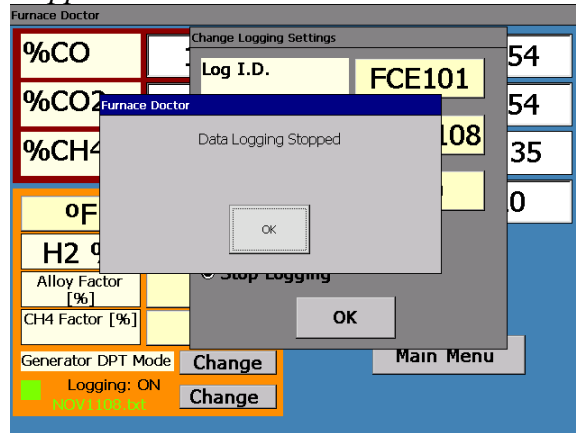 Furnace Doctor
Change Logging Settings
%CO
54
Log I.D.
FCE101
%CO2
54
Furnace Doctor
108
Data Logging Stopped
%CH4
35
ºF
.0
OK
H2 %
Stop Logging
Alloy Factor
[%]
CH4 Factor [%]
OK
Generator DPT Mode
Change
Main Menu
Logging: ON
NOV1108.txt
Change